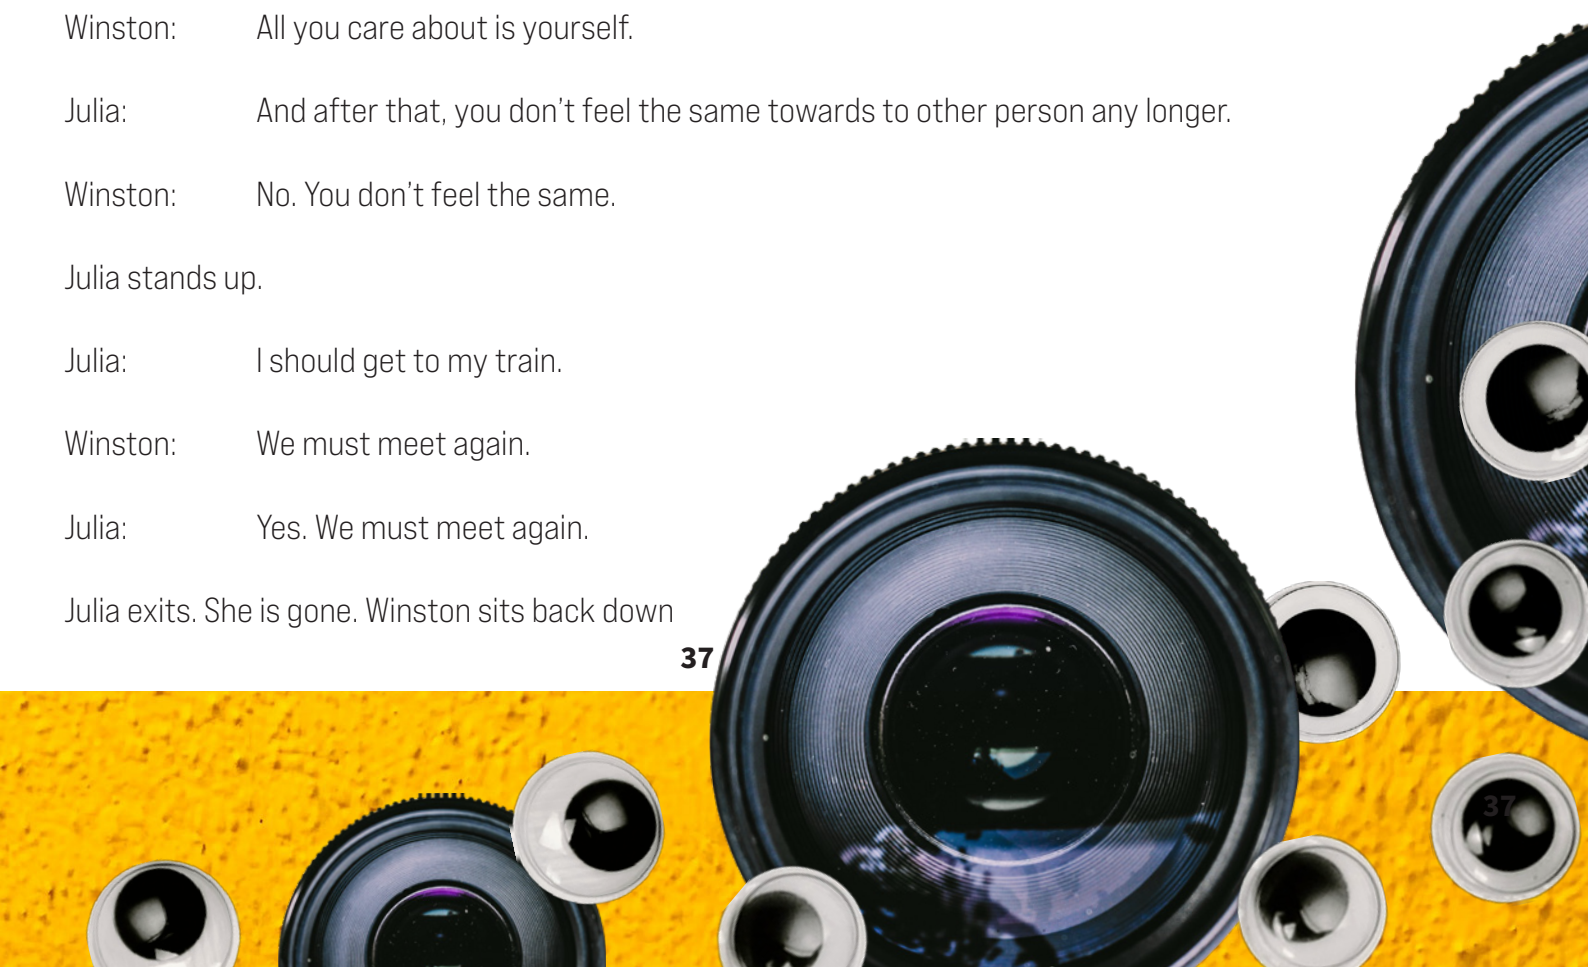 Winston: All you care about is yourself.
Julia: And after that, you don't feel the same towards to other person any longer.
Winston: No. You don't feel the same.
Julia stands up.
Julia: I should get to my train.
Winston: We must meet again.
Julia: Yes. We must meet again.
Julia exits. She is gone. Winston sits back down
37
37